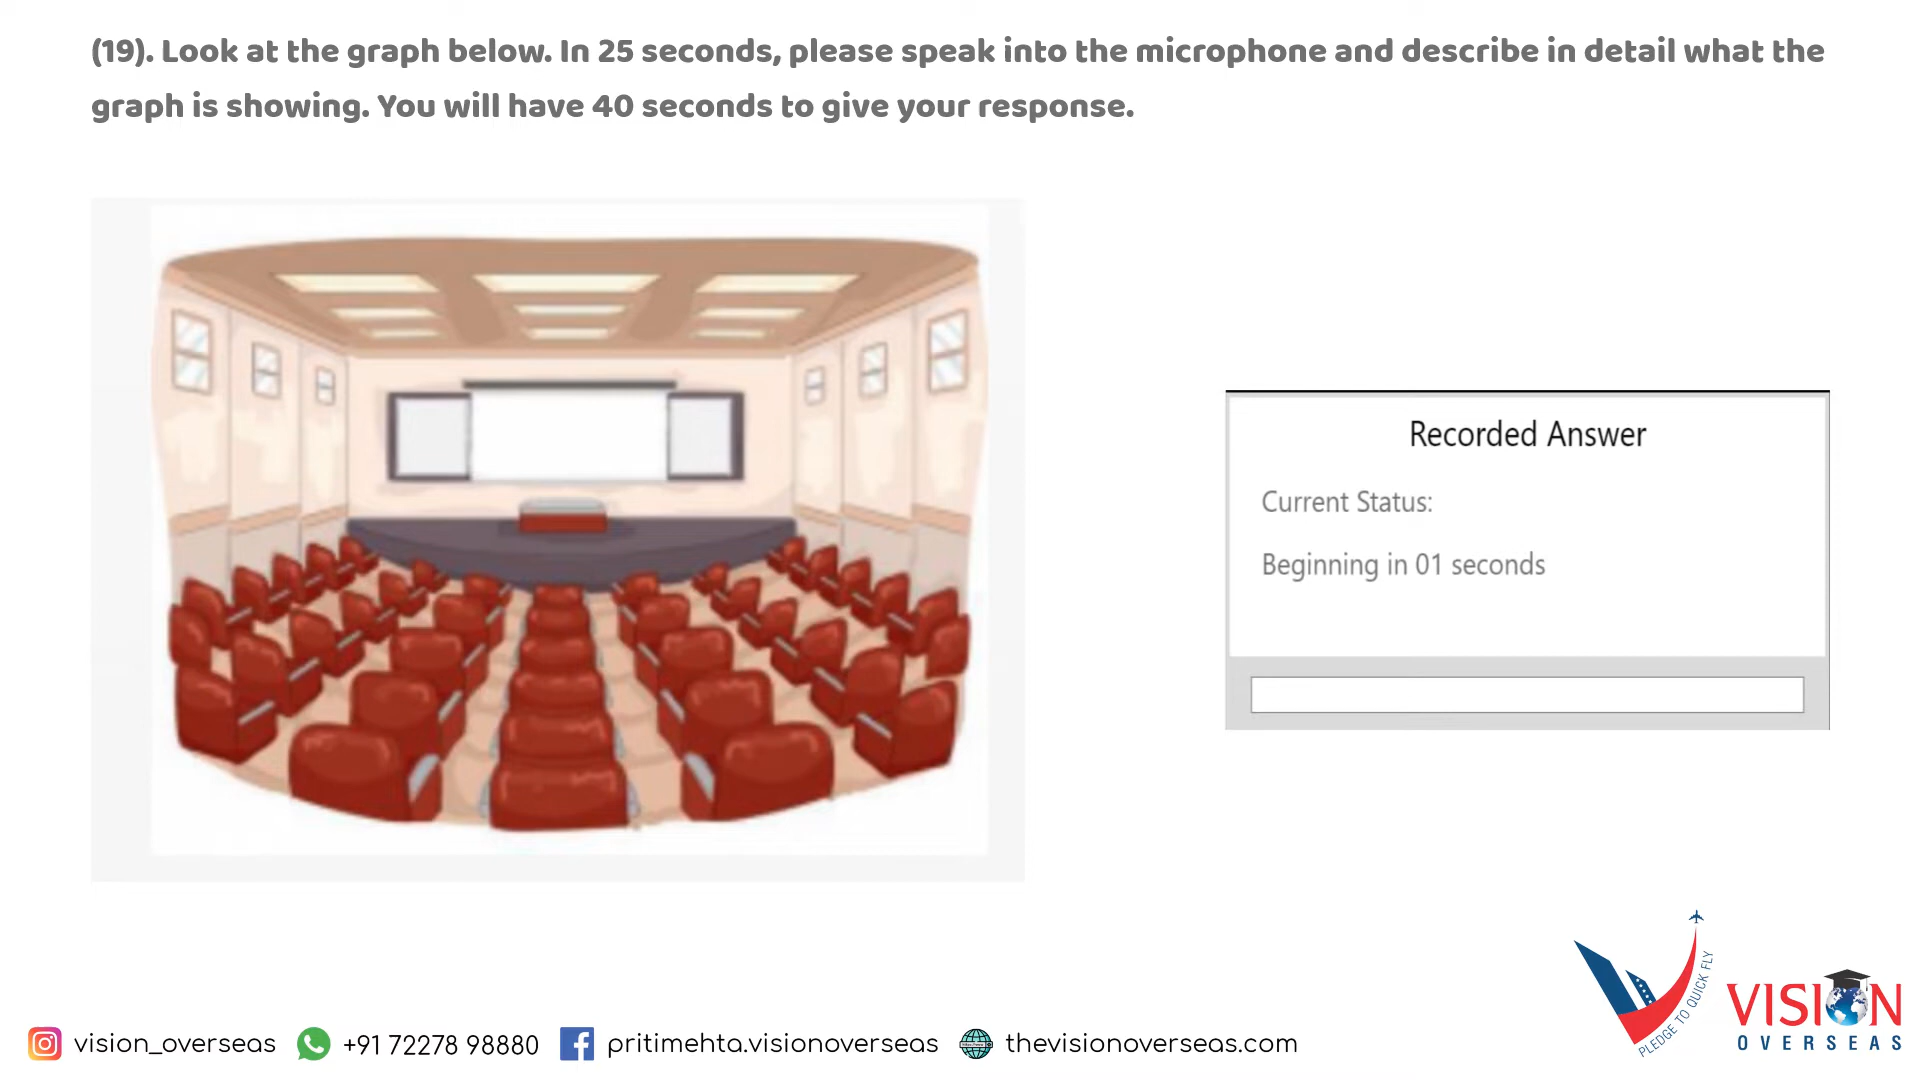 (19). Look at the graph below. In 25 seconds, please speak into the microphone and describe in detail what the
graph is showing. You will have 40 seconds to give your response.
Recorded Answer
Current Status:
Beginning in 01 seconds
PLEDGE TO QUICK FLY
VISION
OVERSEAS
vision_overseas
+91 72278 98880
pritimehta.visionoverseas
thevisionoverseas.com